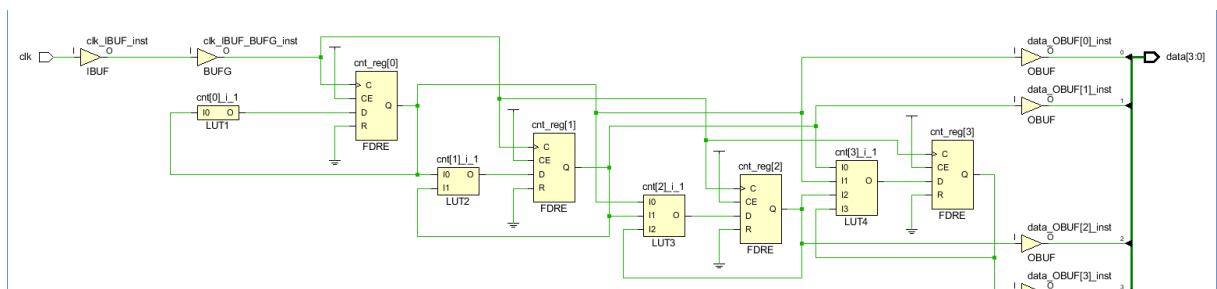 clk
clk_IBUF_inst
I
O
IBUF
clk_IBUF_BUFG_inst
I
O
BUFG
cnt[0]_i_1
I0
O
LUT1
cnt_reg[0]
C
CE
D
R
Q
FDRE
cnt[1]_i_1
I0
O
I1
LUT2
cnt_reg[1]
C
CE
D
R
Q
FDRE
cnt[2]_i_1
I0
I1
O
I2
LUT3
cnt_reg[2]
C
CE
D
R
Q
FDRE
cnt[3]_i_1
I0
I1
O
I2
I3
LUT4
cnt_reg[3]
C
CE
D
R
Q
FDRE
data_OBUF[0]_inst
I
O
0
OBUF
data[3:0]
data_OBUF[1]_inst
I
O
1
OBUF
data_OBUF[2]_inst
I
O
2
OBUF
data_OBUF[3]_inst
I
O
3